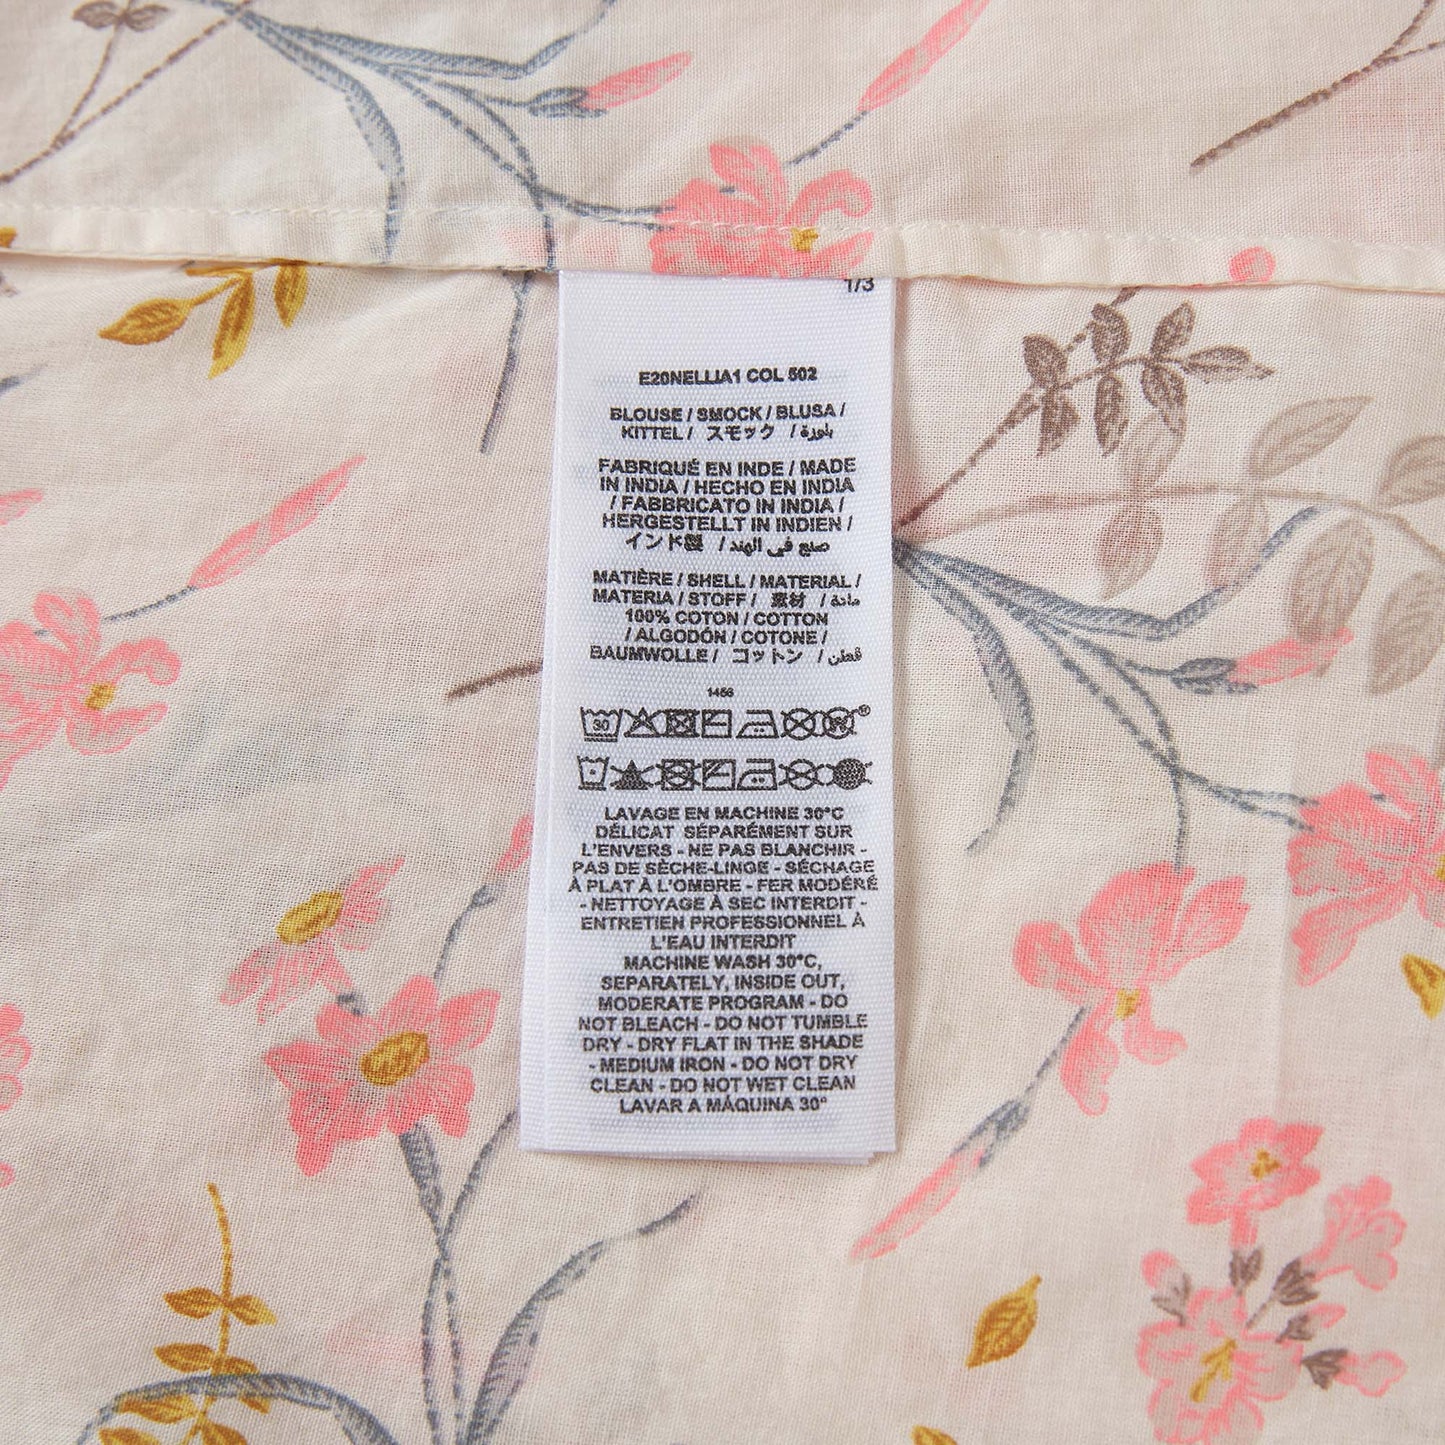 1/3
E20NELLIA1 COL 502
BLOUSE / SMOCK / BLUSA /
KITTEL / スモック / بلوزة /
FABRIQUÉ EN INDE / MADE
IN INDIA / HECHO EN INDIA
/ FABBRICATO IN INDIA /
HERGESTELLT IN INDIEN /
インド製 / صنع في الهند /
MATIÈRE / SHELL / MATERIAL /
MATERIA / STOFF / 素材 / مادة /
100% COTON / COTTON
/ ALGODÓN / COTONE /
BAUMWOLLE / コットン / قطن /
1456
30 W
LAVAGE EN MACHINE 30°C
DÉLICAT SÉPARÉMENT SUR
L'ENVERS - NE PAS BLANCHIR -
PAS DE SÈCHE-LINGE - SÉCHAGE
À PLAT À L'OMBRE - FER MODÉRÉ
- NETTOYAGE À SEC INTERDIT -
ENTRETIEN PROFESSIONNEL À
L'EAU INTERDIT
MACHINE WASH 30°C,
SEPARATELY, INSIDE OUT,
MODERATE PROGRAM - DO
NOT BLEACH - DO NOT TUMBLE
DRY - DRY FLAT IN THE SHADE
- MEDIUM IRON - DO NOT DRY
CLEAN - DO NOT WET CLEAN
LAVAR A MÁQUINA 30°